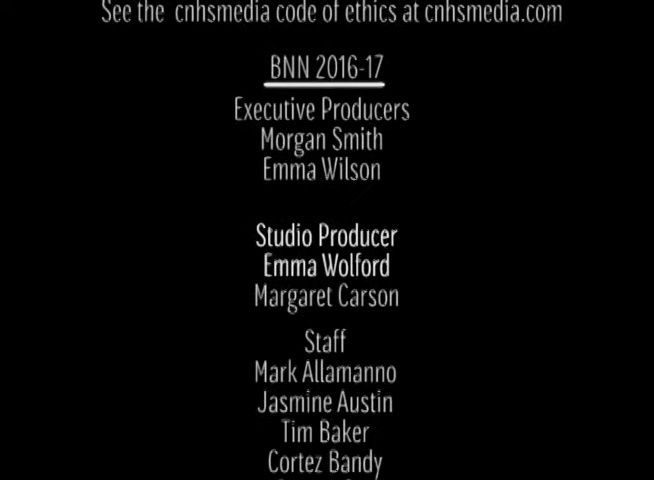 See the cnhsmedia code of ethics at cnhsmedia.com
BNN 2016-17
Executive Producers
Morgan Smith
Emma Wilson
Studio Producer
Emma Wolford
Margaret Carson
Staff
Mark Allamanno
Jasmine Austin
Tim Baker
Cortez Bandy